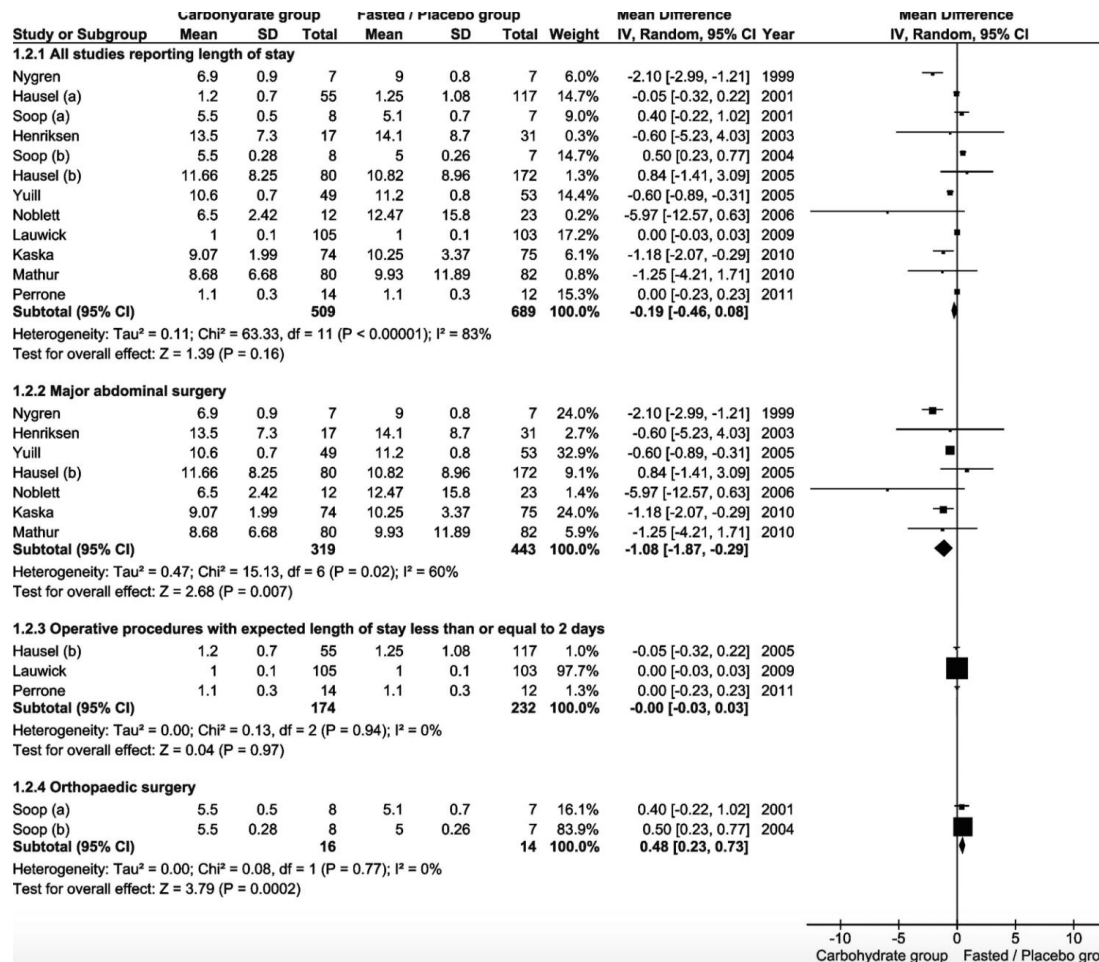 Carbohydrate group Fasted / Placebo group Mean Difference Mean Difference
Study or Subgroup Mean SD Total Mean SD Total Weight IV, Random, 95% CI Year IV, Random, 95% CI
1.2.1 All studies reporting length of stay
Nygren 6.9 0.9 7 9 0.8 7 6.0% -2.10 [-2.99, -1.21] 1999
Hausel (a) 1.2 0.7 55 1.25 1.08 117 14.7% -0.05 [-0.32, 0.22] 2001
Soop (a) 5.5 0.5 8 5.1 0.7 7 9.0% 0.40 [-0.22, 1.02] 2001
Henriksen 13.5 7.3 17 14.1 8.7 31 0.3% -0.60 [-5.23, 4.03] 2003
Soop (b) 5.5 0.28 8 5 0.26 7 14.7% 0.50 [0.23, 0.77] 2004
Hausel (b) 11.66 8.25 80 10.82 8.96 172 1.3% 0.84 [-1.41, 3.09] 2005
Yuill 10.6 0.7 49 11.2 0.8 53 14.4% -0.60 [-0.89, -0.31] 2005
Noblett 6.5 2.42 12 12.47 15.8 23 0.2% -5.97 [-12.57, 0.63] 2006
Lauwick 1 0.1 105 1 0.1 103 17.2% 0.00 [-0.03, 0.03] 2009
Kaska 9.07 1.99 74 10.25 3.37 75 6.1% -1.18 [-2.07, -0.29] 2010
Mathur 8.68 6.68 80 9.93 11.89 82 0.8% -1.25 [-4.21, 1.71] 2010
Perrone 1.1 0.3 14 1.1 0.3 12 15.3% 0.00 [-0.23, 0.23] 2011
Subtotal (95% CI) 509 689 100.0% -0.19 [-0.46, 0.08]
Heterogeneity: Tau² = 0.11; Chi² = 63.33, df = 11 (P < 0.00001); I² = 83%
Test for overall effect: Z = 1.39 (P = 0.16)
1.2.2 Major abdominal surgery
Nygren 6.9 0.9 7 9 0.8 7 24.0% -2.10 [-2.99, -1.21] 1999
Henriksen 13.5 7.3 17 14.1 8.7 31 2.7% -0.60 [-5.23, 4.03] 2003
Yuill 10.6 0.7 49 11.2 0.8 53 32.9% -0.60 [-0.89, -0.31] 2005
Hausel (b) 11.66 8.25 80 10.82 8.96 172 9.1% 0.84 [-1.41, 3.09] 2005
Noblett 6.5 2.42 12 12.47 15.8 23 1.4% -5.97 [-12.57, 0.63] 2006
Kaska 9.07 1.99 74 10.25 3.37 75 24.0% -1.18 [-2.07, -0.29] 2010
Mathur 8.68 6.68 80 9.93 11.89 82 5.9% -1.25 [-4.21, 1.71] 2010
Subtotal (95% CI) 319 443 100.0% -1.08 [-1.87, -0.29]
Heterogeneity: Tau² = 0.47; Chi² = 15.13, df = 6 (P = 0.02); I² = 60%
Test for overall effect: Z = 2.68 (P = 0.007)
1.2.3 Operative procedures with expected length of stay less than or equal to 2 days
Hausel (b) 1.2 0.7 55 1.25 1.08 117 1.0% -0.05 [-0.32, 0.22] 2005
Lauwick 1 0.1 105 1 0.1 103 97.7% 0.00 [-0.03, 0.03] 2009
Perrone 1.1 0.3 14 1.1 0.3 12 1.3% 0.00 [-0.23, 0.23] 2011
Subtotal (95% CI) 174 232 100.0% -0.00 [-0.03, 0.03]
Heterogeneity: Tau² = 0.00; Chi² = 0.13, df = 2 (P = 0.94); I² = 0%
Test for overall effect: Z = 0.04 (P = 0.97)
1.2.4 Orthopaedic surgery
Soop (a) 5.5 0.5 8 5.1 0.7 7 16.1% 0.40 [-0.22, 1.02] 2001
Soop (b) 5.5 0.28 8 5 0.26 7 83.9% 0.50 [0.23, 0.77] 2004
Subtotal (95% CI) 16 14 100.0% 0.48 [0.23, 0.73]
Heterogeneity: Tau² = 0.00; Chi² = 0.08, df = 1 (P = 0.77); I² = 0%
Test for overall effect: Z = 3.79 (P = 0.0002)
-10 -5 0 5 10
Carbohydrate group Fasted / Placebo gro